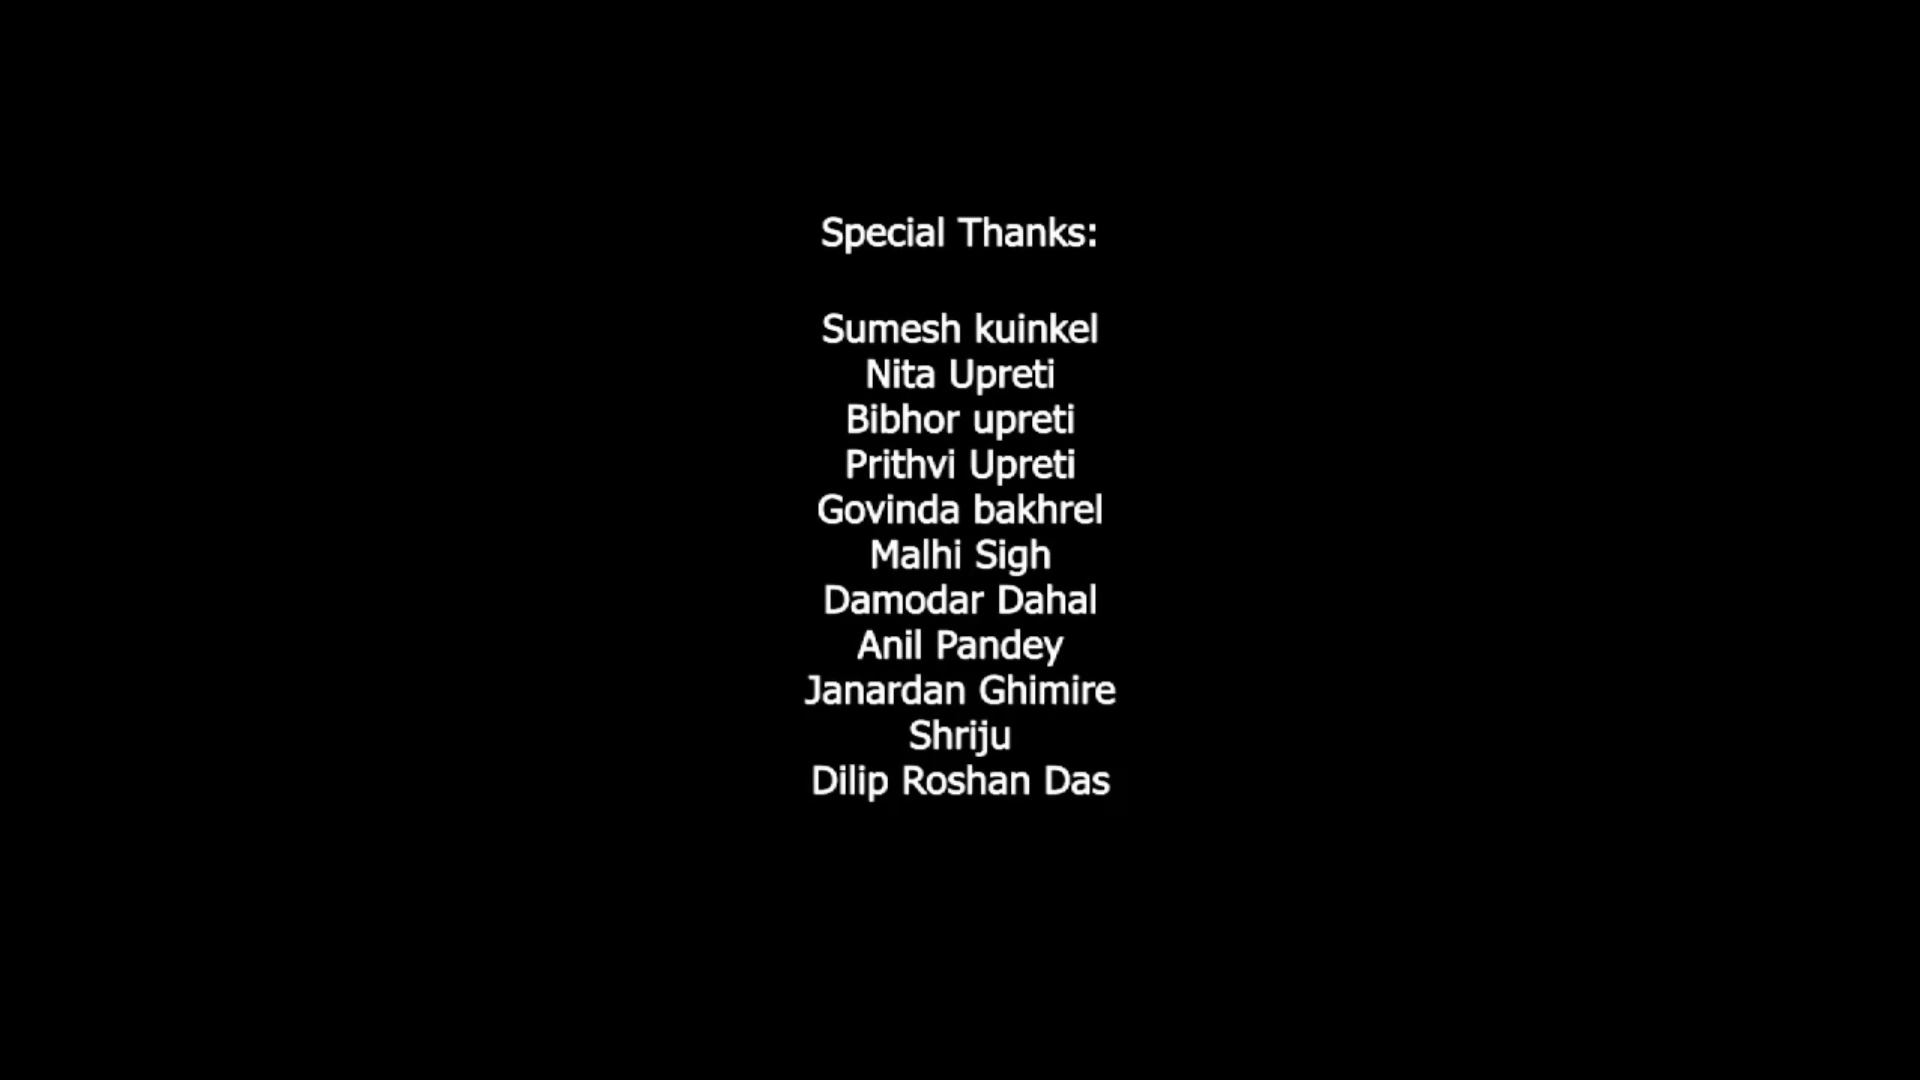 Special Thanks:
Sumesh kuinkel
Nita Upreti
Bibhor upreti
Prithvi Upreti
Govinda bakhrel
Malhi Sigh
Damodar Dahal
Anil Pandey
Janardan Ghimire
Shriju
Dilip Roshan Das